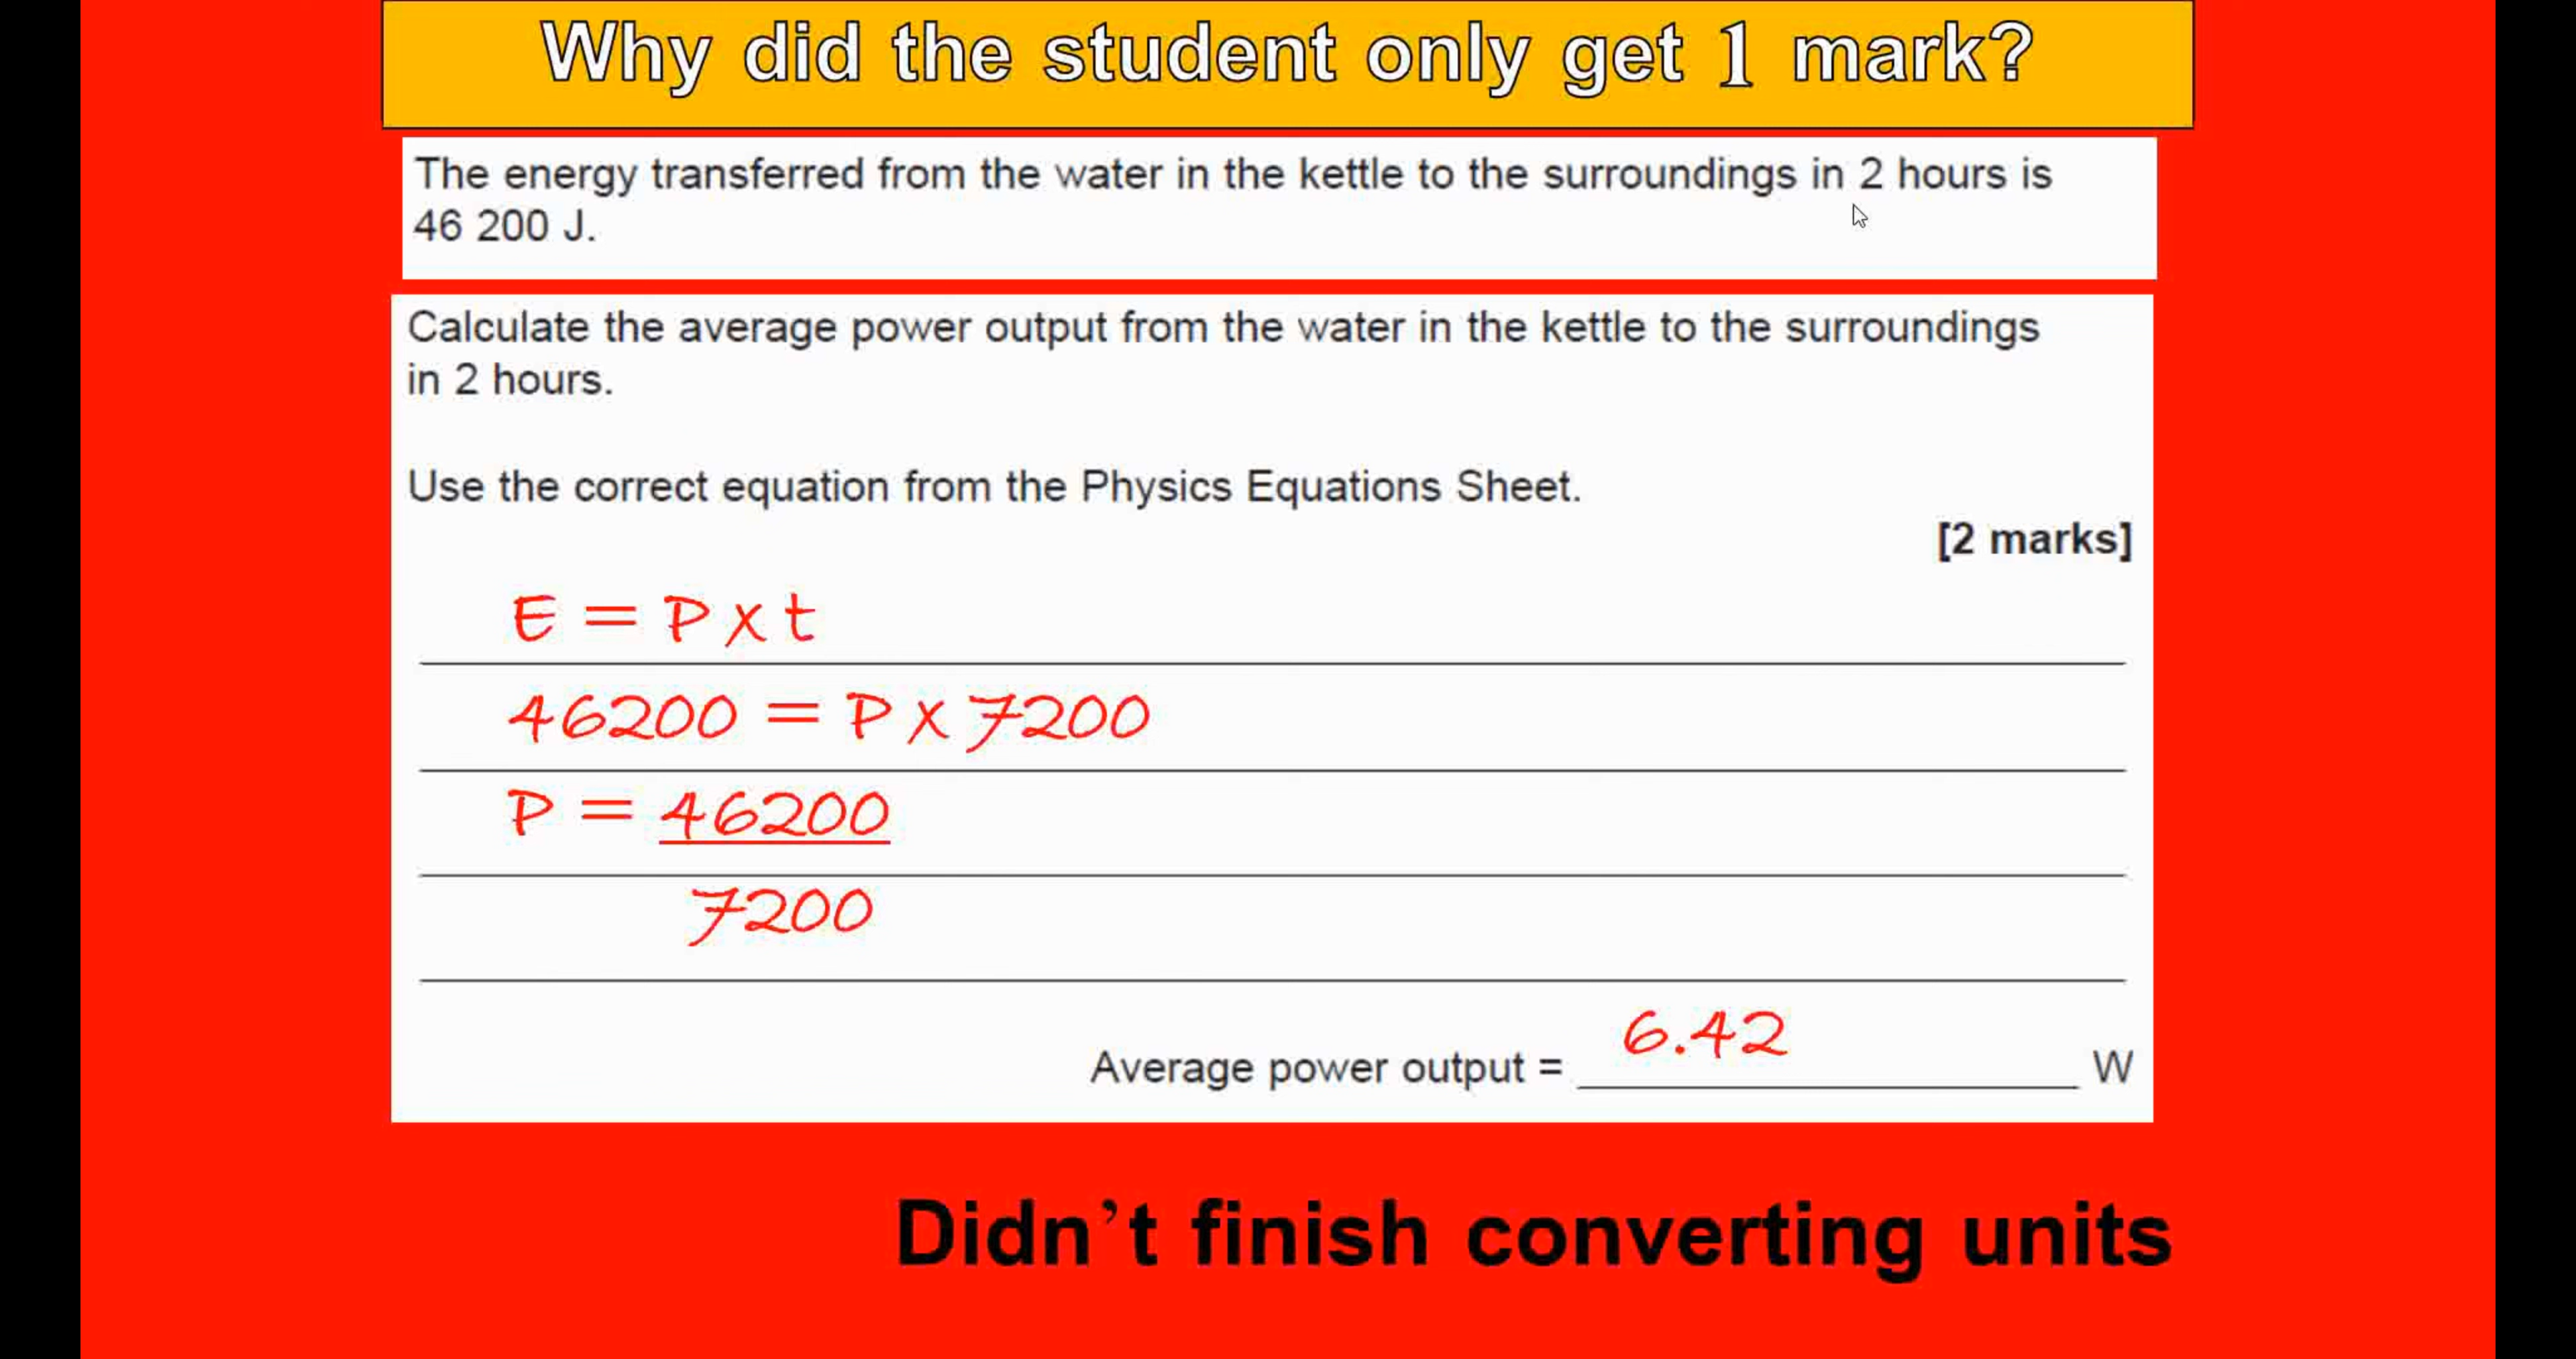 Why did the student only get 1 mark?
The energy transferred from the water in the kettle to the surroundings in 2 hours is
46 200 J.
Calculate the average power output from the water in the kettle to the surroundings
in 2 hours.
Use the correct equation from the Physics Equations Sheet.
[2 marks]
E = P x t
46200 = P x 7200
P = 46200
7200
6.42
Average power output = W
Didn't finish converting units